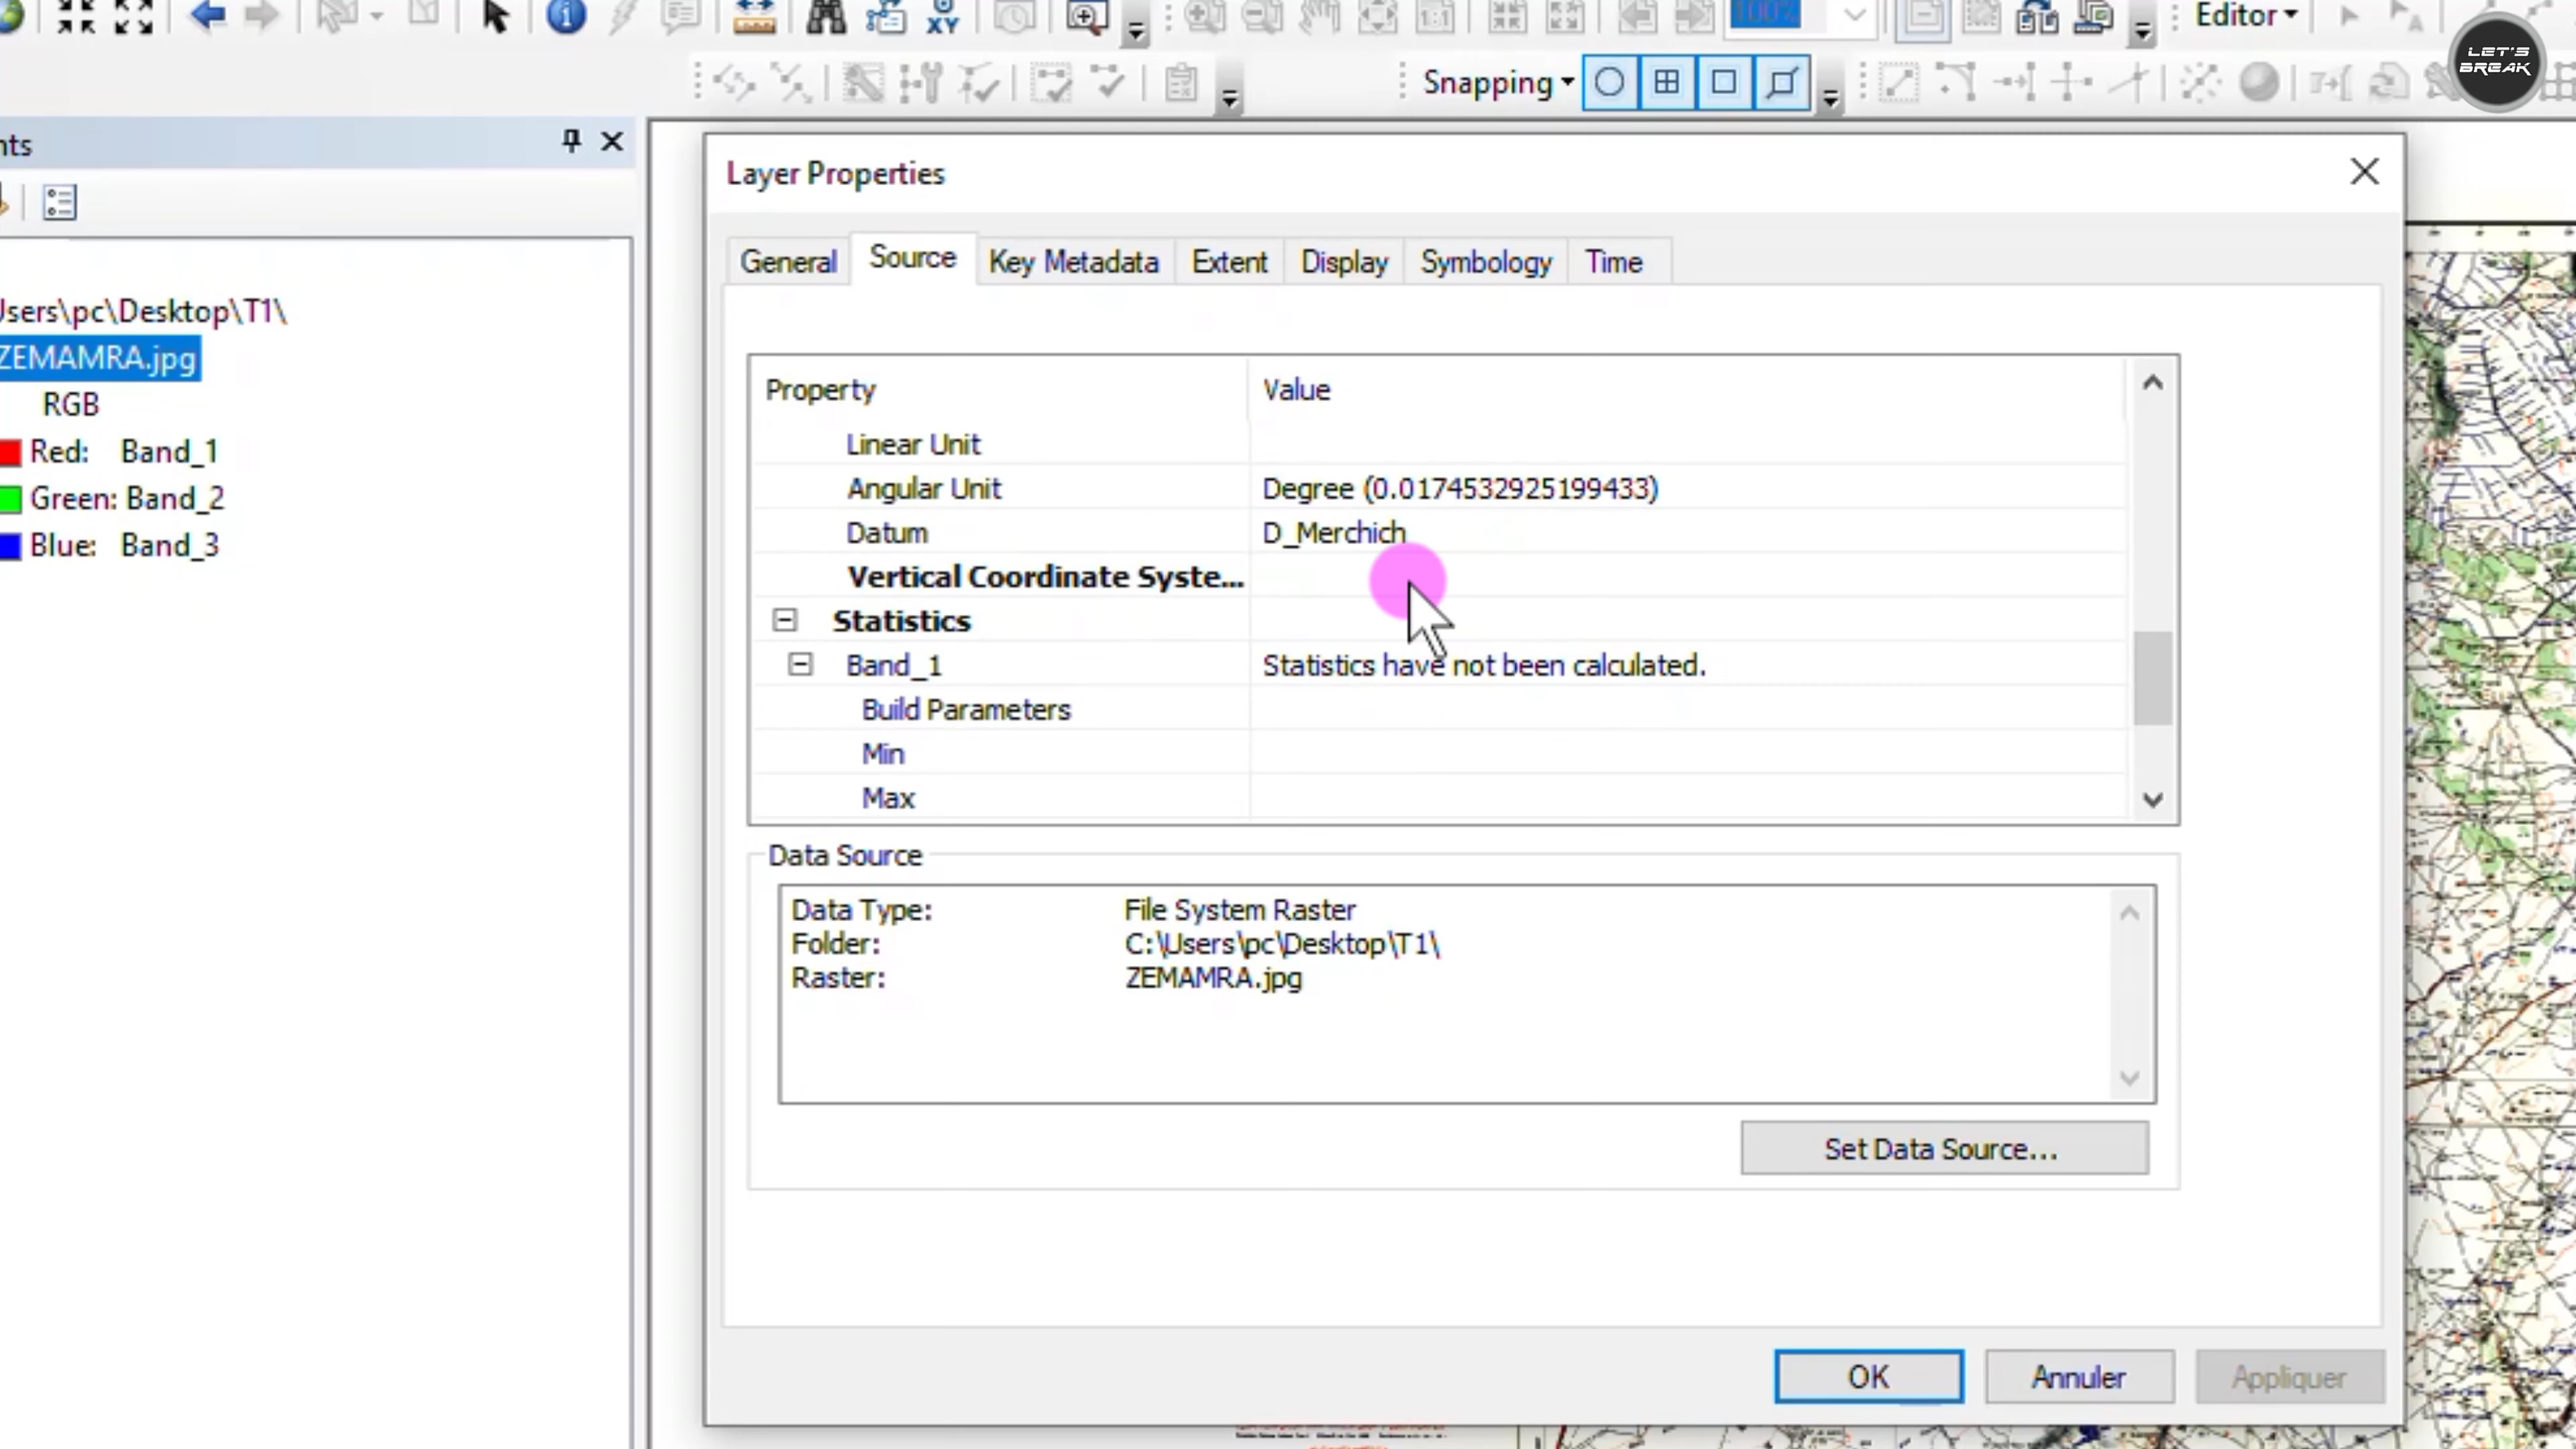 100%
Editor
LET'S
BREAK
Snapping
nts
Users\pc\Desktop\T1\
ZEMAMRA.jpg
RGB
Red: Band_1
Green: Band_2
Blue: Band_3
Layer Properties
General Source Key Metadata Extent Display Symbology Time
Property Value
Linear Unit
Angular Unit Degree (0.0174532925199433)
Datum D_Merchich
Vertical Coordinate Syste...
Statistics
Band_1 Statistics have not been calculated.
Build Parameters
Min
Max
Data Source
Data Type: File System Raster
Folder: C:\Users\pc\Desktop\T1\
Raster: ZEMAMRA.jpg
Set Data Source...
OK Annuler Appliquer